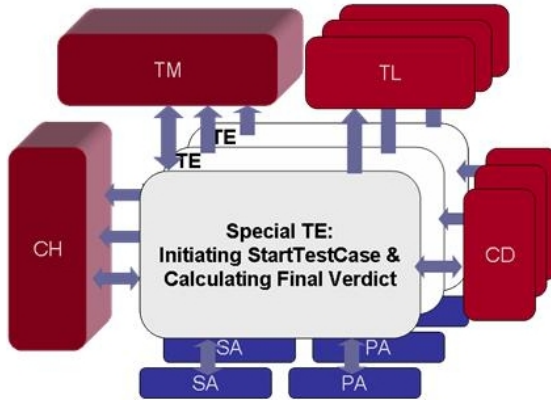 TM
TL
TE
TE
Special TE:
Initiating StartTestCase &
Calculating Final Verdict
CH
CD
SA
PA
SA
PA